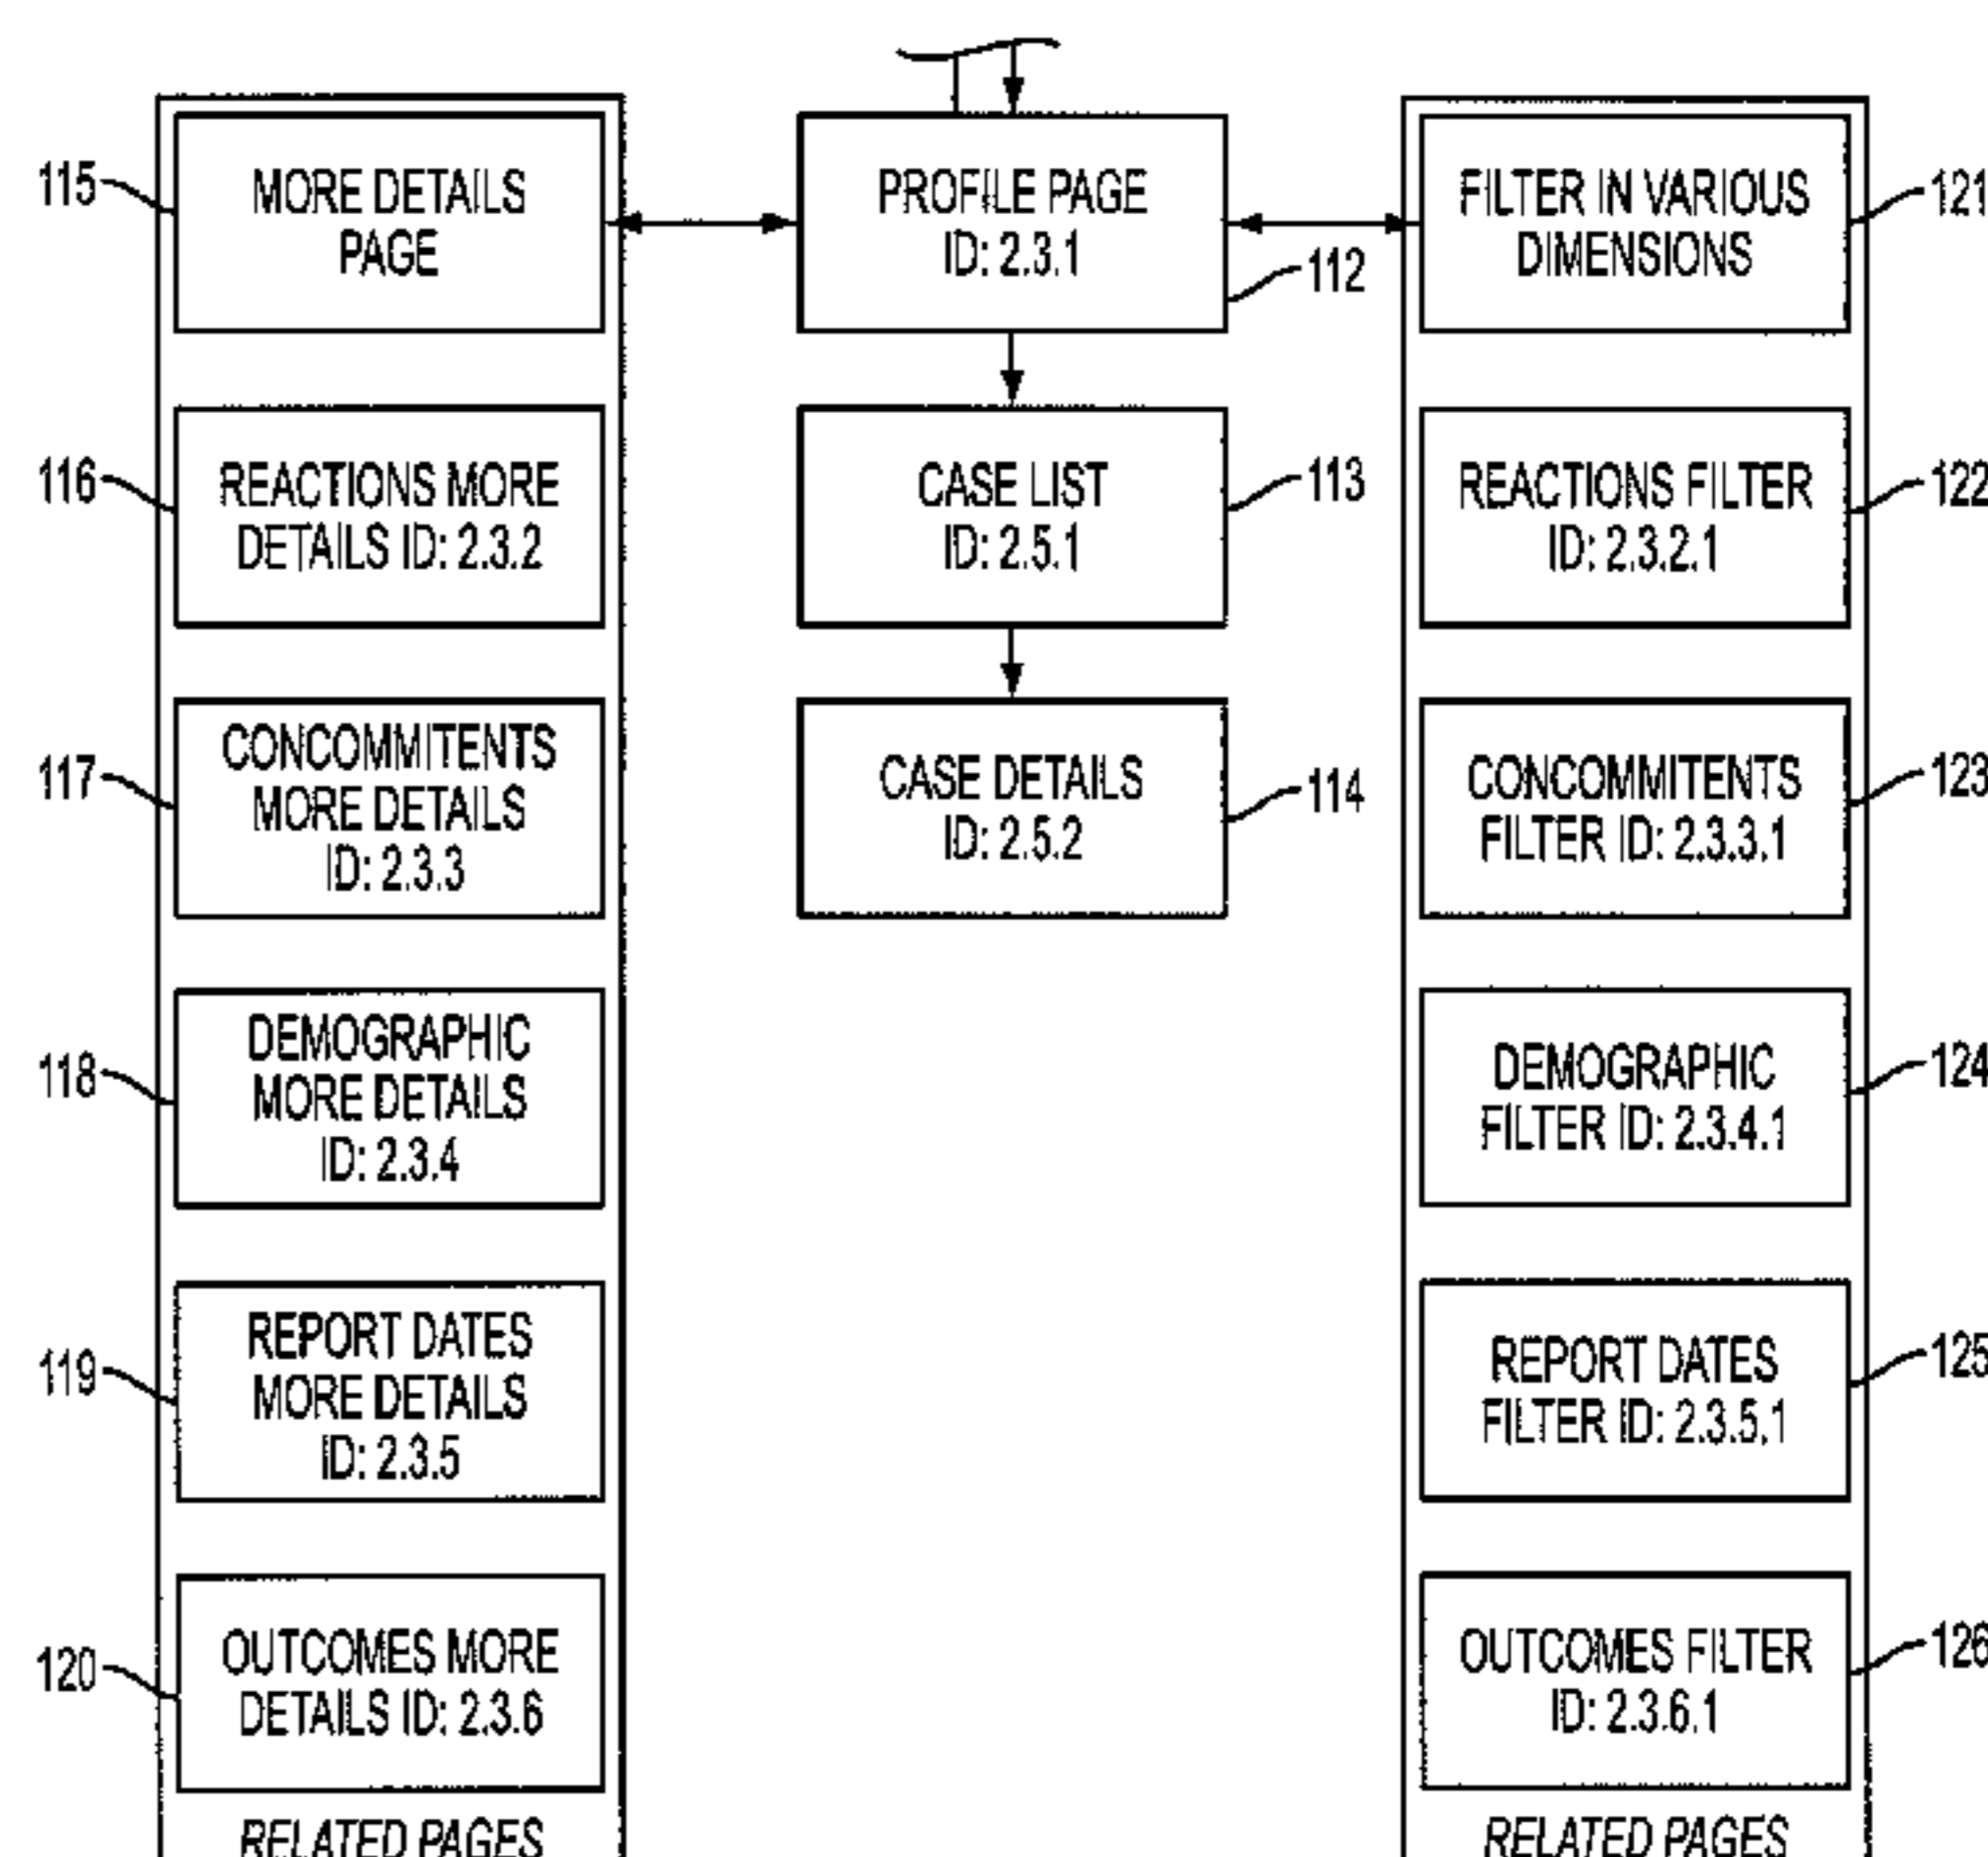 115
MORE DETAILS
PAGE
116
REACTIONS MORE
DETAILS ID: 2.3.2
117
CONCOMMITENTS
MORE DETAILS
ID: 2.3.3
118
DEMOGRAPHIC
MORE DETAILS
ID: 2.3.4
119
REPORT DATES
MORE DETAILS
ID: 2.3.5
120
OUTCOMES MORE
DETAILS ID: 2.3.6
RELATED PAGES
PROFILE PAGE
ID: 2.3.1
112
CASE LIST
ID: 2.5.1
113
CASE DETAILS
ID: 2.5.2
114
FILTER IN VARIOUS
DIMENSIONS
121
REACTIONS FILTER
ID: 2.3.2.1
122
CONCOMMITENTS
FILTER ID: 2.3.3.1
123
DEMOGRAPHIC
FILTER ID: 2.3.4.1
124
REPORT DATES
FILTER ID: 2.3.5.1
125
OUTCOMES FILTER
ID: 2.3.6.1
126
RELATED PAGES